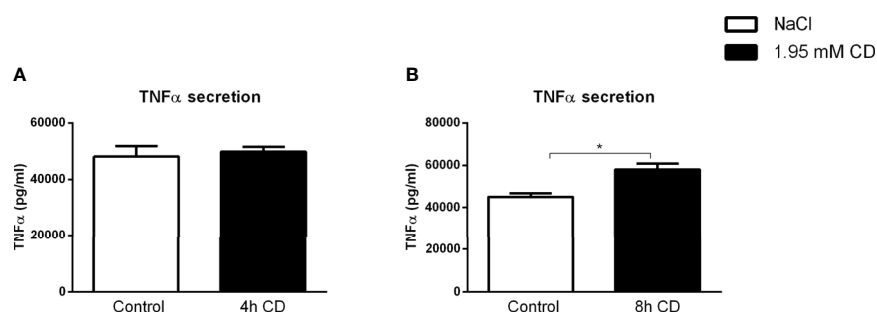 NaCl
1.95 mM CD
A
TNFα secretion
TNFα (pg/ml)
60000
40000
20000
0
Control
4h CD
B
TNFα secretion
TNFα (pg/ml)
80000
60000
40000
20000
0
*
Control
8h CD